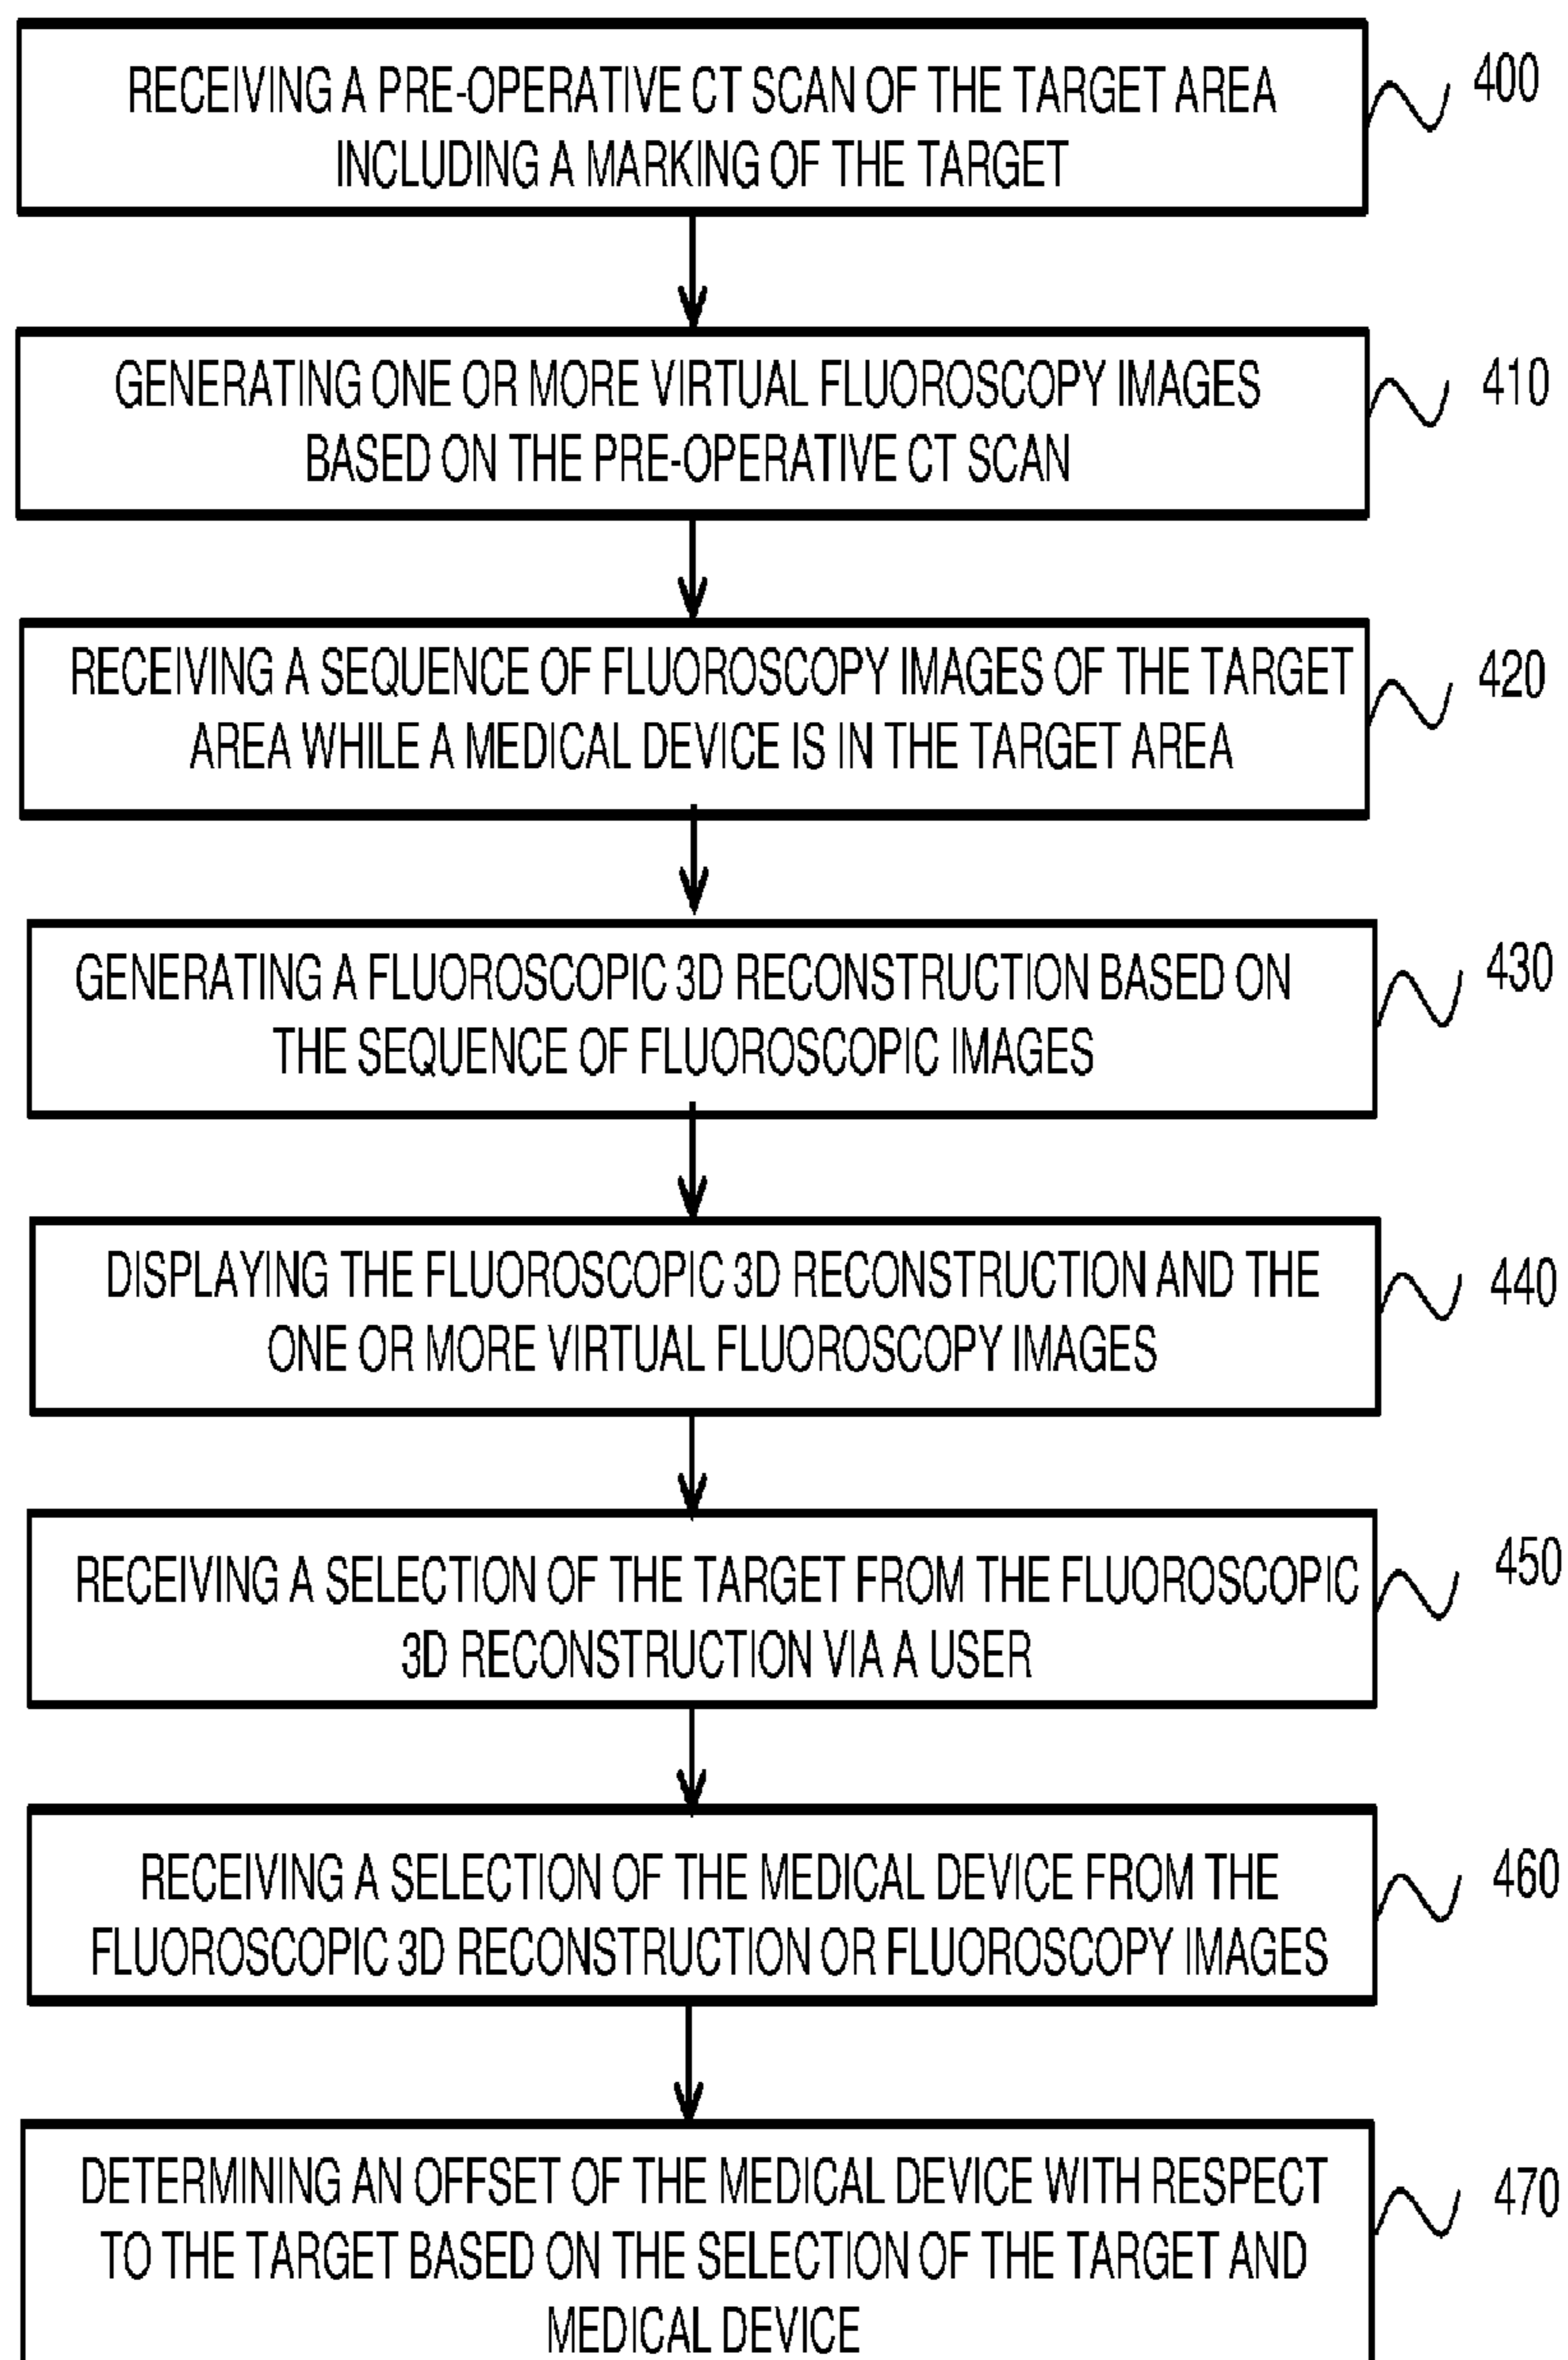 RECEIVING A PRE-OPERATIVE CT SCAN OF THE TARGET AREA
INCLUDING A MARKING OF THE TARGET
400
GENERATING ONE OR MORE VIRTUAL FLUOROSCOPY IMAGES
BASED ON THE PRE-OPERATIVE CT SCAN
410
RECEIVING A SEQUENCE OF FLUOROSCOPY IMAGES OF THE TARGET
AREA WHILE A MEDICAL DEVICE IS IN THE TARGET AREA
420
GENERATING A FLUOROSCOPIC 3D RECONSTRUCTION BASED ON
THE SEQUENCE OF FLUOROSCOPIC IMAGES
430
DISPLAYING THE FLUOROSCOPIC 3D RECONSTRUCTION AND THE
ONE OR MORE VIRTUAL FLUOROSCOPY IMAGES
440
RECEIVING A SELECTION OF THE TARGET FROM THE FLUOROSCOPIC
3D RECONSTRUCTION VIA A USER
450
RECEIVING A SELECTION OF THE MEDICAL DEVICE FROM THE
FLUOROSCOPIC 3D RECONSTRUCTION OR FLUOROSCOPY IMAGES
460
DETERMINING AN OFFSET OF THE MEDICAL DEVICE WITH RESPECT
TO THE TARGET BASED ON THE SELECTION OF THE TARGET AND
MEDICAL DEVICE
470